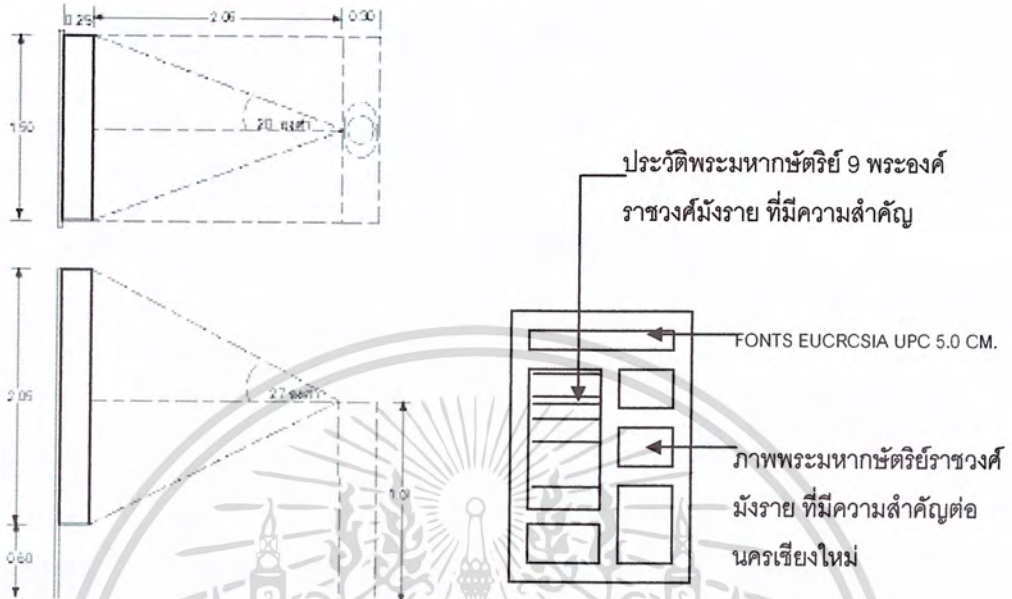 0.25
2.06
0.30
1.50
20 องศา
ประวัติพระมหากษัตริย์ 9 พระองค์
ราชวงศ์มังราย ที่มีความสำคัญ
FONTS EUCRCSIA UPC 5.0 CM.
2.05
27 องศา
ภาพพระมหากษัตริย์ราชวงศ์
มังราย ที่มีความสำคัญต่อ
นครเชียงใหม่
0.60